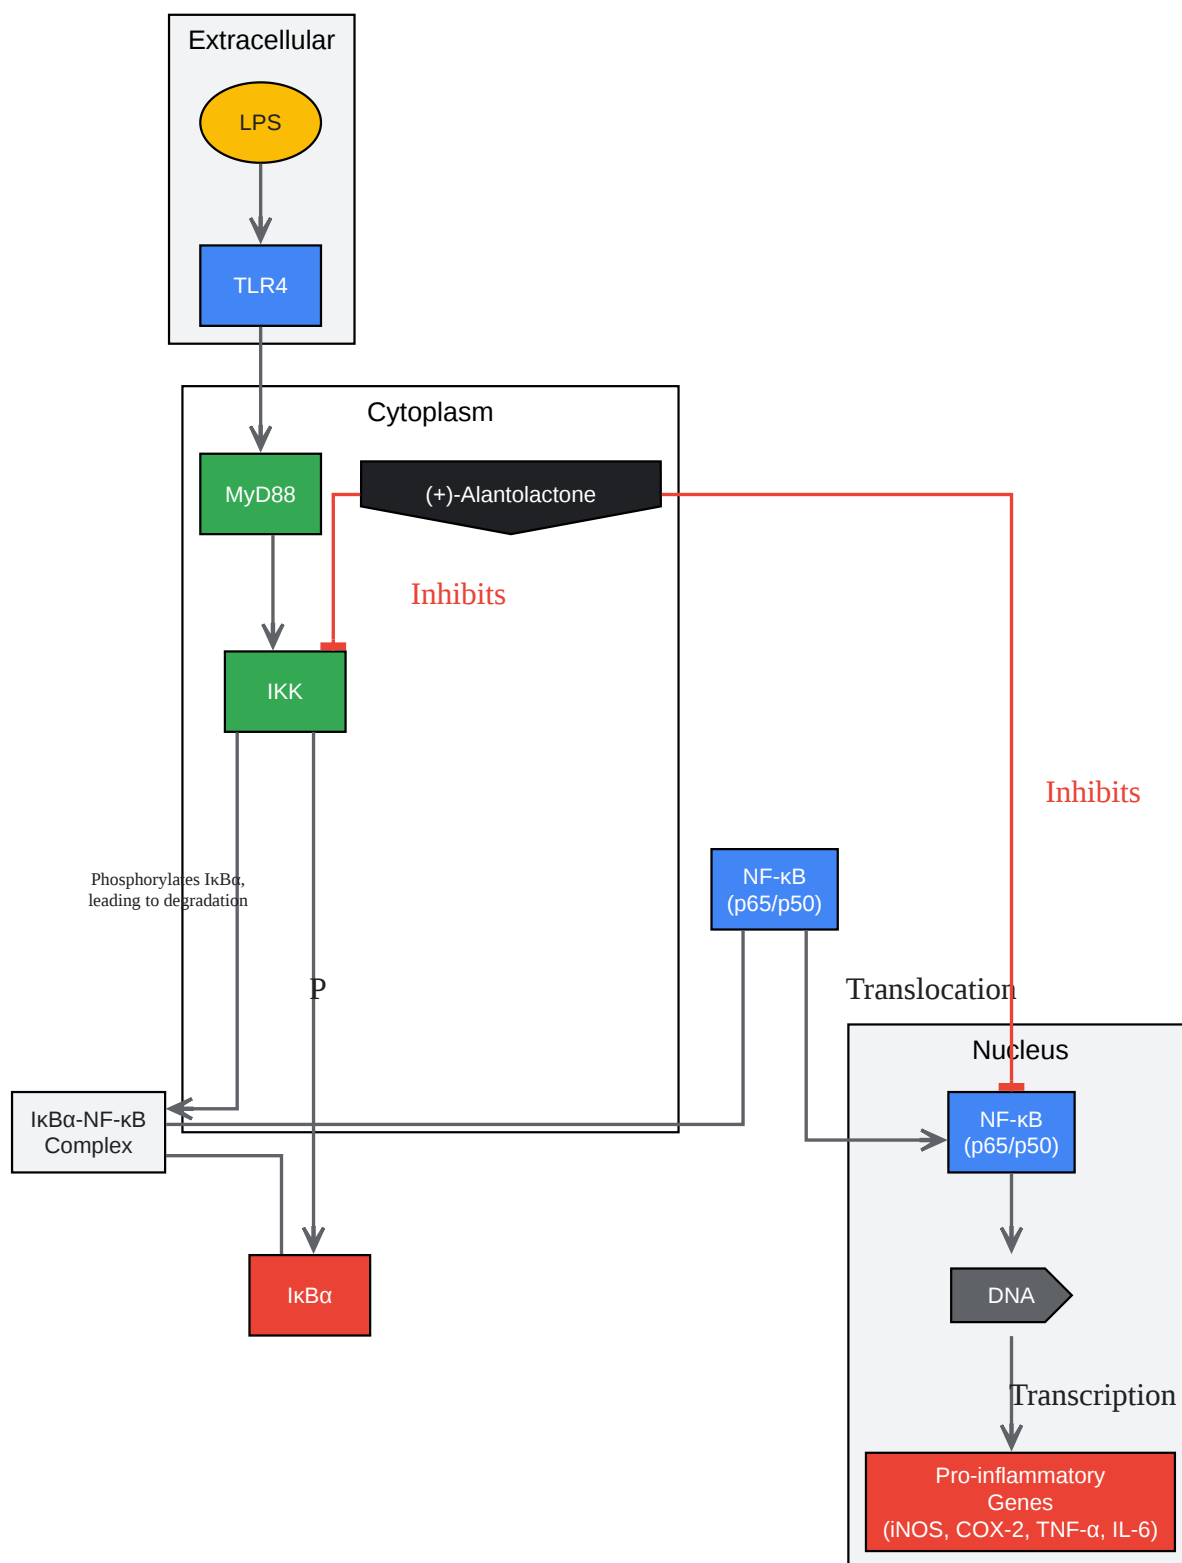 Extracellular
LPS
TLR4
Cytoplasm
MyD88
(+)-Alantolactone
Inhibits
IKK
Inhibits
Phosphorylates IκBα,
leading to degradation
NF-κB
(p65/p50)
P
Translocation
Nucleus
IκBα-NF-κB
Complex
NF-κB
(p65/p50)
IκBα
DNA
Transcription
Pro-inflammatory
Genes
(iNOS, COX-2, TNF-α, IL-6)